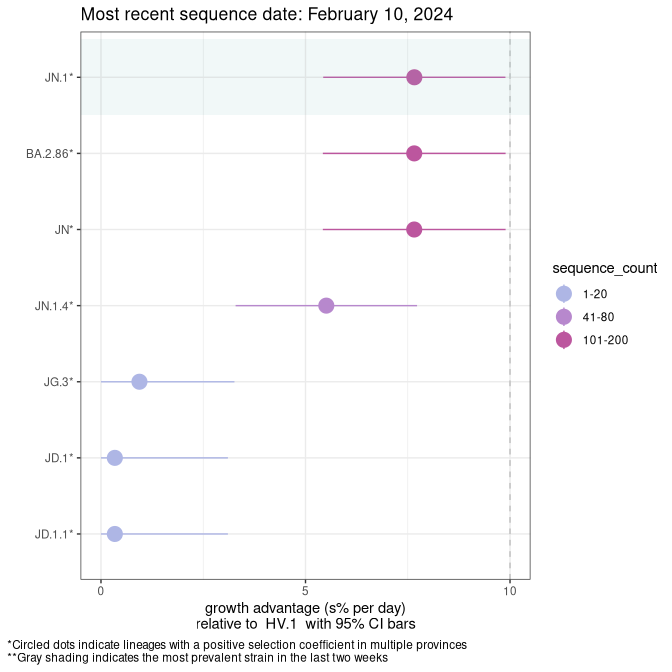 Most recent sequence date: February 10, 2024
JN.1*
BA.2.86*
JN*
JN.1.4*
JG.3*
JD.1*
JD.1.1*
0
5
10
growth advantage (s% per day)
relative to HV.1 with 95% CI bars
sequence_count
1-20
41-80
101-200
*Circled dots indicate lineages with a positive selection coefficient in multiple provinces
**Gray shading indicates the most prevalent strain in the last two weeks